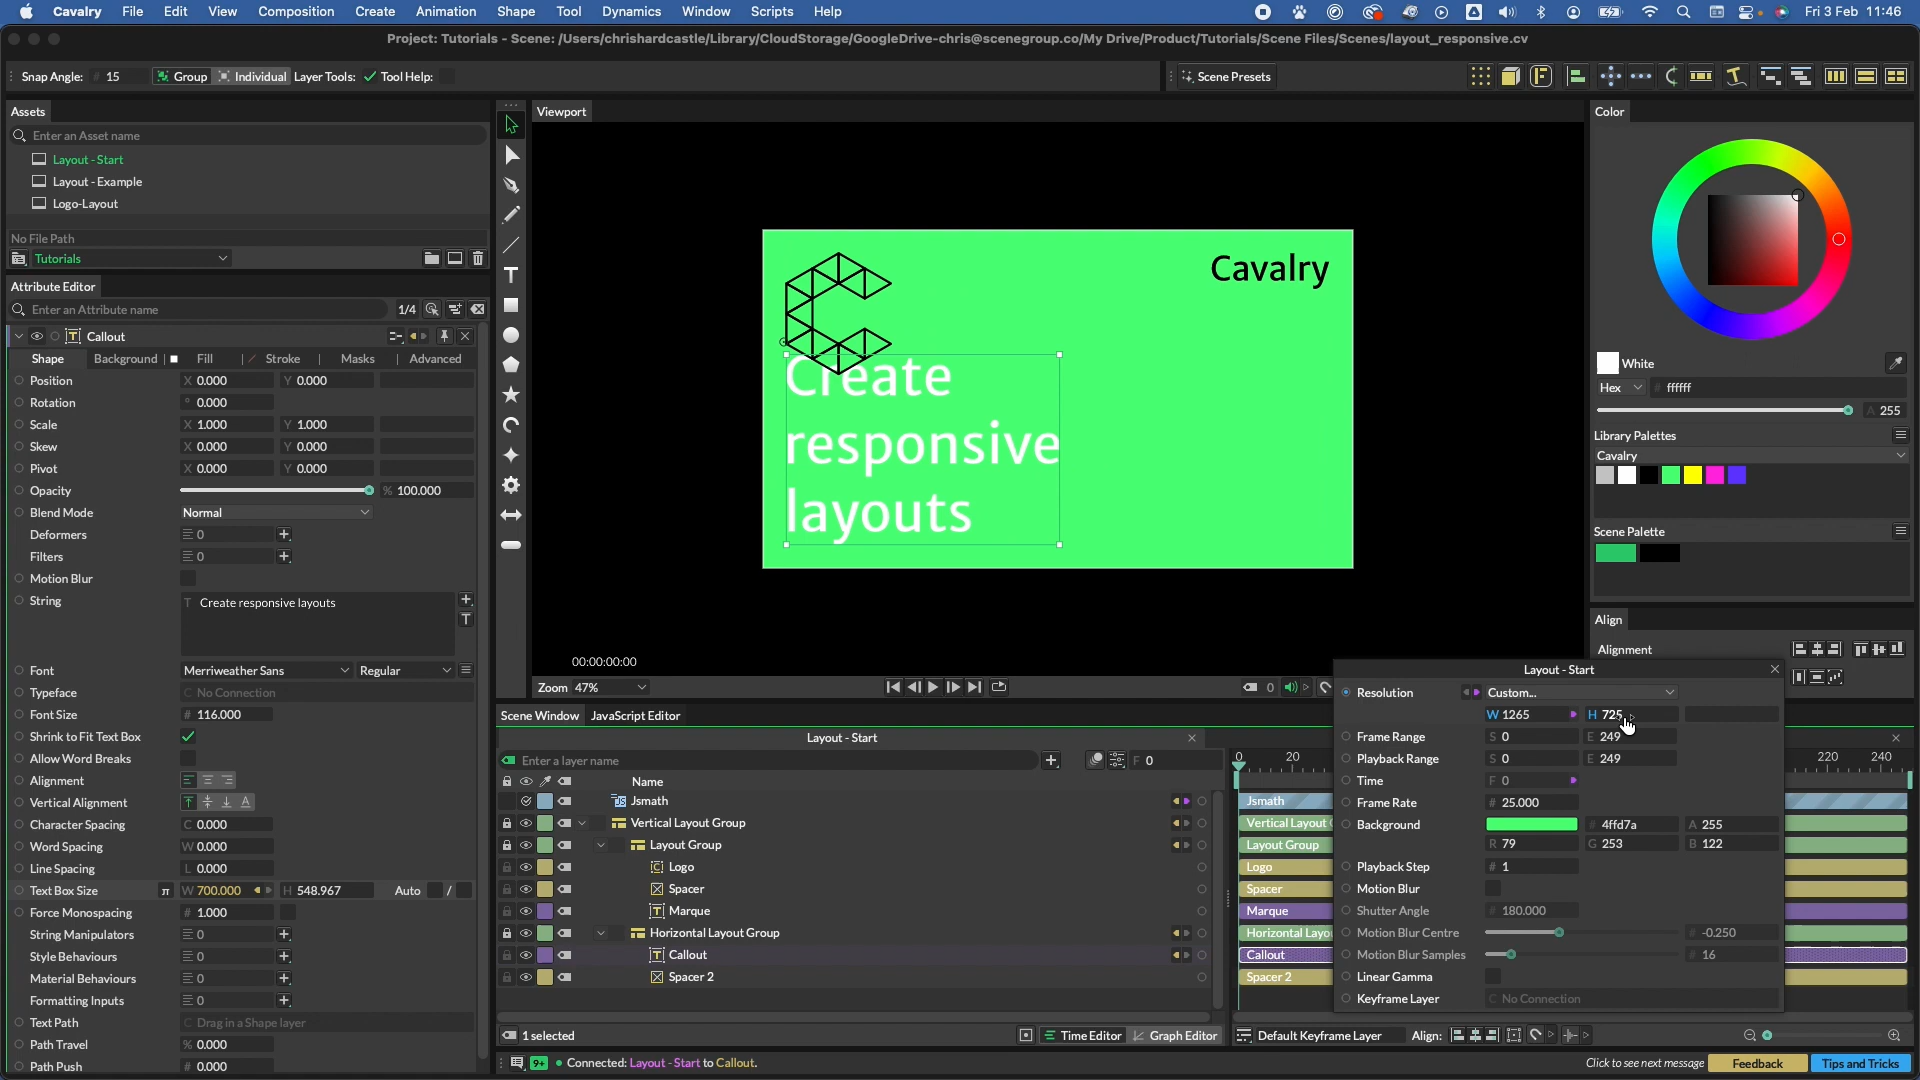 Cavalry File Edit View Composition Create Animation Shape Tool Dynamics Window Scripts Help
Fri 3 Feb 11:46
Project: Tutorials - Scene: /Users/chrishardcastle/Library/CloudStorage/GoogleDrive-chris@scenegroup.co/My Drive/Product/Tutorials/Scene Files/Scenes/layout_responsive.cv
Snap Angle: # 15 Group Individual Layer Tools: Tool Help: Scene Presets
Assets
Enter an Asset name
Layout - Start
Layout - Example
Logo-Layout
No File Path
Tutorials
Attribute Editor
Enter an Attribute name 1/4
Callout
Shape Background Fill Stroke Masks Advanced
Position X 0.000 Y 0.000
Rotation ° 0.000
Scale X 1.000 Y 1.000
Skew X 0.000 Y 0.000
Pivot X 0.000 Y 0.000
Opacity % 100.000
Blend Mode Normal
Deformers 0
Filters 0
Motion Blur
String T Create responsive layouts
T
Font Merriweather Sans Regular
Typeface C No Connection
Font Size # 116.000
Shrink to Fit Text Box
Allow Word Breaks
Alignment
Vertical Alignment
Character Spacing C 0.000
Word Spacing W 0.000
Line Spacing L 0.000
Text Box Size π W 700.000 H 548.967 Auto /
Force Monospacing # 1.000
String Manipulators 0
Style Behaviours 0
Material Behaviours 0
Formatting Inputs 0
Text Path C Drag in a Shape layer
Path Travel % 0.000
Path Push # 0.000
Viewport
Cavalry
Create
responsive
layouts
00:00:00:00
Zoom 47%
0
Scene Window JavaScript Editor
Layout - Start
Enter a layer name F 0
Name
Jsmath
Vertical Layout Group
Layout Group
Logo
Spacer
Marque
Horizontal Layout Group
Callout
Spacer 2
1 selected Time Editor Graph Editor
9+ Connected: Layout - Start to Callout.
0 20 220 240
Jsmath
Vertical Layout
Layout Group
Logo
Spacer
Marque
Horizontal Layou
Callout
Spacer 2
Default Keyframe Layer Align:
Click to see next message Feedback Tips and Tricks
Color
White
Hex # ffffff
A 255
Library Palettes
Cavalry
Scene Palette
Align
Alignment
Layout - Start
Resolution Custom...
W 1265 H 725
Frame Range S 0 E 249
Playback Range S 0 E 249
Time F 0
Frame Rate # 25.000
Background # 4ffd7a A 255
R 79 G 253 B 122
Playback Step # 1
Motion Blur
Shutter Angle # 180.000
Motion Blur Centre # -0.250
Motion Blur Samples # 16
Linear Gamma
Keyframe Layer C No Connection